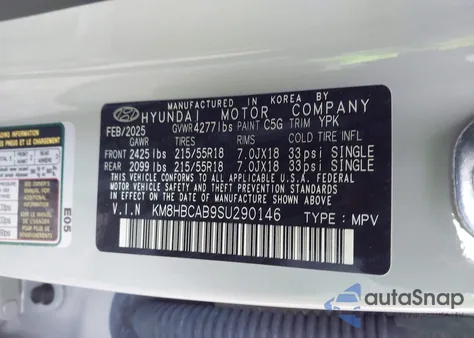 MANUFACTURED IN KOREA BY
HYUNDAI MOTOR COMPANY
FEB/2025 GVWR4277lbs PAINT C5G TRIM YPK
GAWR TIRES RIMS COLD TIRE INFL
FRONT 2425 lbs 215/55R18 7.0JX18 33psi SINGLE
REAR 2099 lbs 215/55R18 7.0JX18 33psi SINGLE
THIS VEHICLE CONFORMS TO ALL APPLICABLE U.S.A. FEDERAL
MOTOR VEHICLE SAFETY, BUMPER, AND THEFT PREVENTION
STANDARDS IN EFFECT ON THE DATE OF MANUFACTURE
SHOWN ABOVE.
V.I.N KM8HBCAB9SU290146 TYPE: MPV
E05
autoSnap